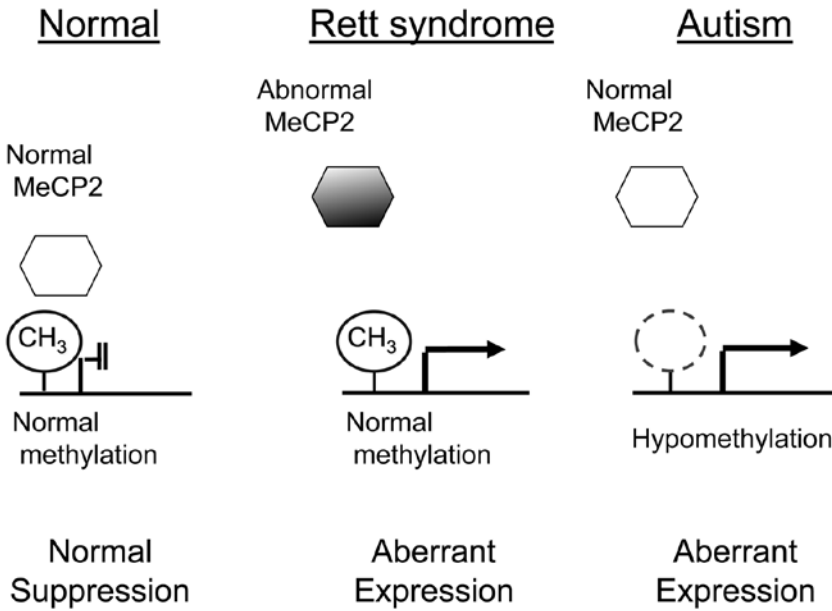 Normal
Rett syndrome
Autism
Normal
MeCP2
Abnormal
MeCP2
Normal
MeCP2
CH3
CH3
Normal
methylation
Normal
methylation
Hypomethylation
Normal
Suppression
Aberrant
Expression
Aberrant
Expression